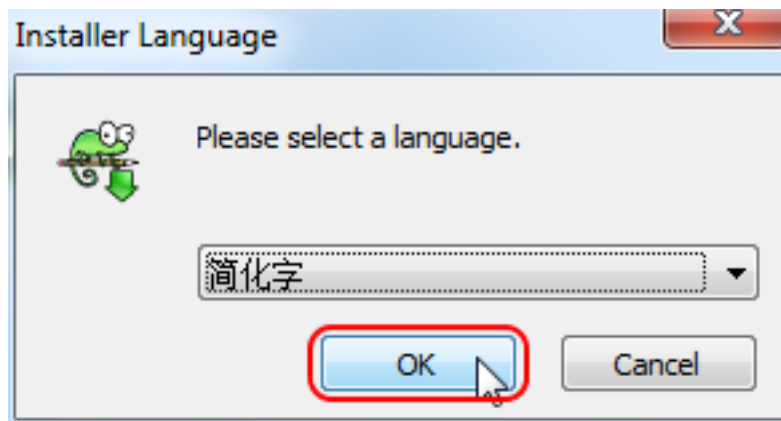 Installer Language
Please select a language.
简化字
OK
Cancel